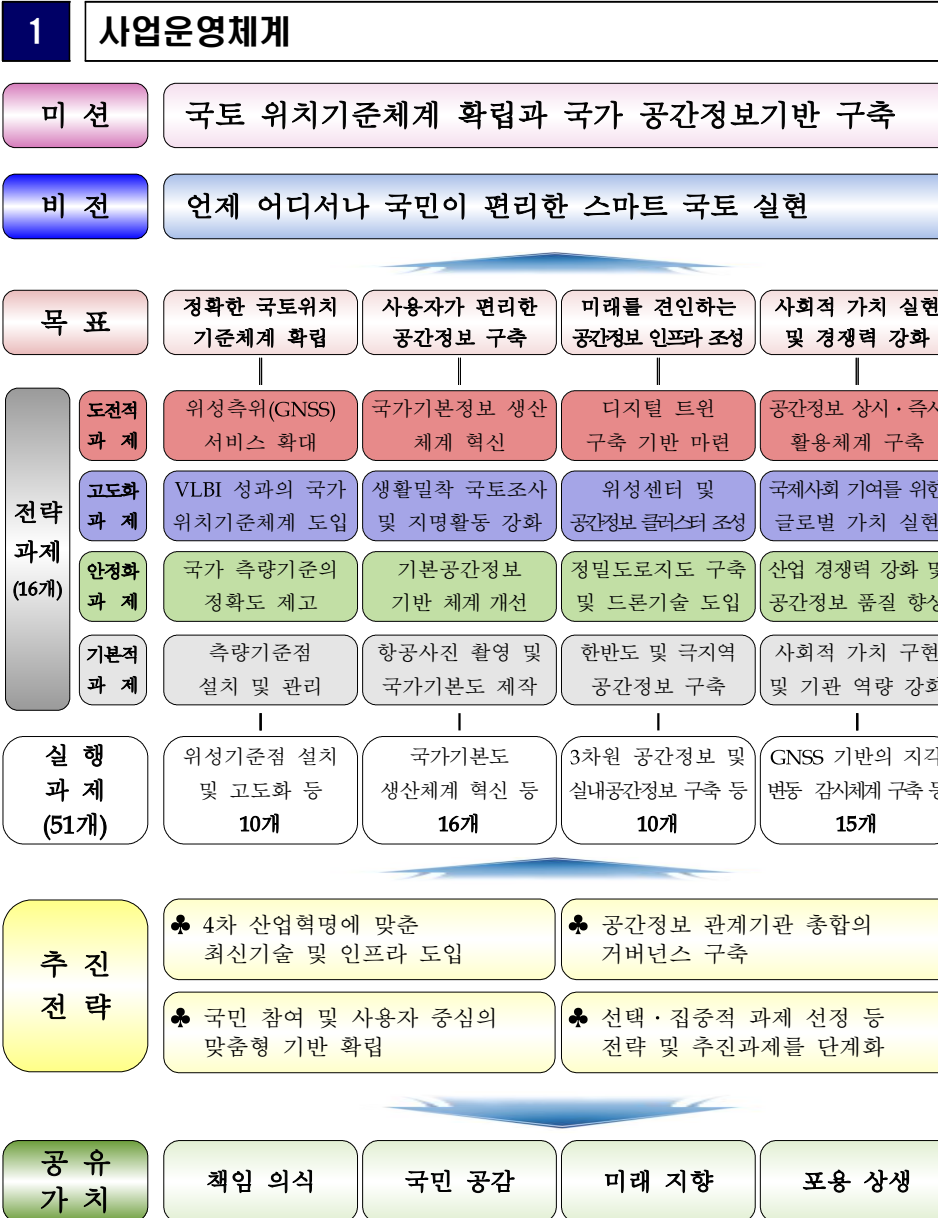 1 사업운영체계
미 션
국토 위치기준체계 확립과 국가 공간정보기반 구축
비 전
언제 어디서나 국민이 편리한 스마트 국토 실현
목 표
정확한 국토위치
기준체계 확립
사용자가 편리한
공간정보 구축
미래를 견인하는
공간정보 인프라 조성
사회적 가치 실현
및 경쟁력 강화
전략
과제
(16개)
도전적
과 제
위성측위(GNSS)
서비스 확대
국가기본정보 생산
체계 혁신
디지털 트윈
구축 기반 마련
공간정보 상시·즉시
활용체계 구축
고도화
과 제
VLBI 성과의 국가
위치기준체계 도입
생활밀착 국토조사
및 지명활동 강화
위성센터 및
공간정보 클러스터 조성
국제사회 기여를 위한
글로벌 가치 실현
안정화
과 제
국가 측량기준의
정확도 제고
기본공간정보
기반 체계 개선
정밀도로지도 구축
및 드론기술 도입
산업 경쟁력 강화 및
공간정보 품질 향상
기본적
과 제
측량기준점
설치 및 관리
항공사진 촬영 및
국가기본도 제작
한반도 및 극지역
공간정보 구축
사회적 가치 구현
및 기관 역량 강화
실 행
과 제
(51개)
위성기준점 설치
및 고도화 등
10개
국가기본도
생산체계 혁신 등
16개
3차원 공간정보 및
실내공간정보 구축 등
10개
GNSS 기반의 지각
변동 감시체계 구축 등
15개
추 진
전 략
♣ 4차 산업혁명에 맞춘
최신기술 및 인프라 도입
♣ 공간정보 관계기관 총합의
거버넌스 구축
♣ 국민 참여 및 사용자 중심의
맞춤형 기반 확립
♣ 선택·집중적 과제 선정 등
전략 및 추진과제를 단계화
공 유
가 치
책임 의식
국민 공감
미래 지향
포용 상생